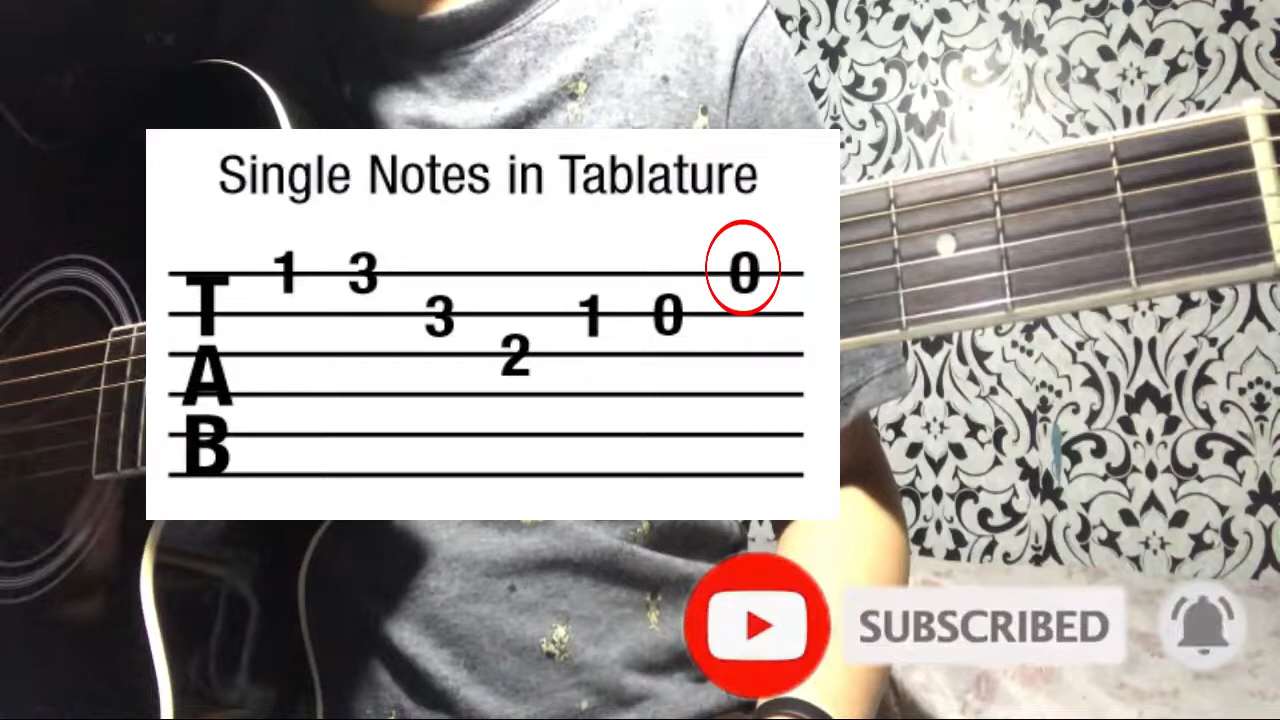 Single Notes in Tablature
1 3 0
3 1 0
2
T
A
B
SUBSCRIBED